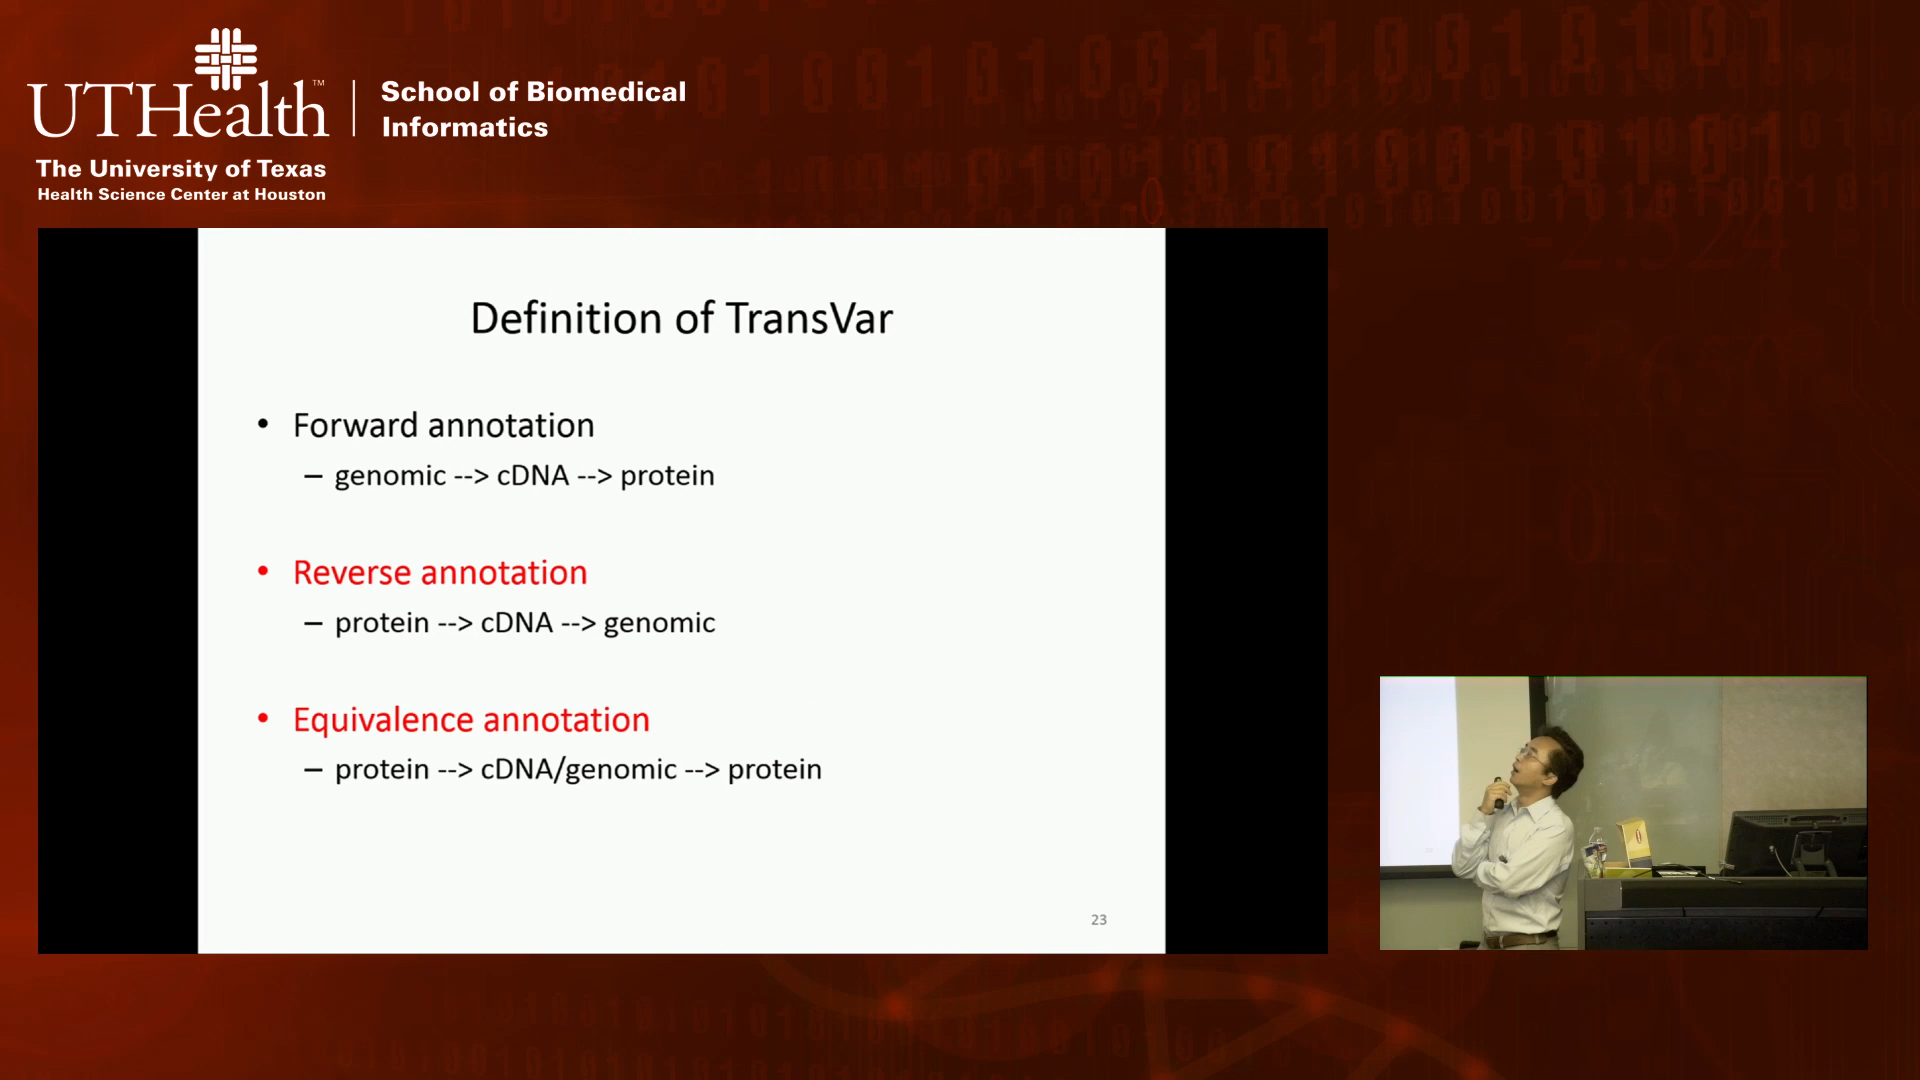 UTHealth™
School of Biomedical
Informatics
The University of Texas
Health Science Center at Houston
Definition of TransVar
• Forward annotation
– genomic --> cDNA --> protein
• Reverse annotation
– protein --> cDNA --> genomic
• Equivalence annotation
– protein --> cDNA/genomic --> protein
23